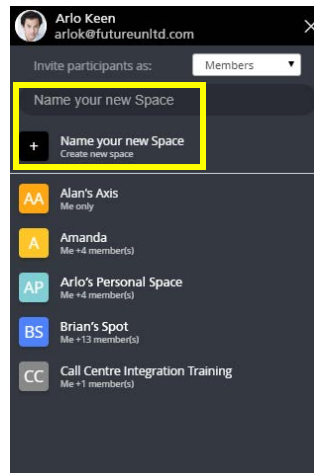 Arlo Keen
arlok@futureunltd.com
Invite participants as: Members
Name your new Space
+ Name your new Space
Create new space
AA Alan's Axis
Me only
A Amanda
Me +4 member(s)
AP Arlo's Personal Space
Me +4 member(s)
BS Brian's Spot
Me +13 member(s)
CC Call Centre Integration Training
Me +1 member(s)